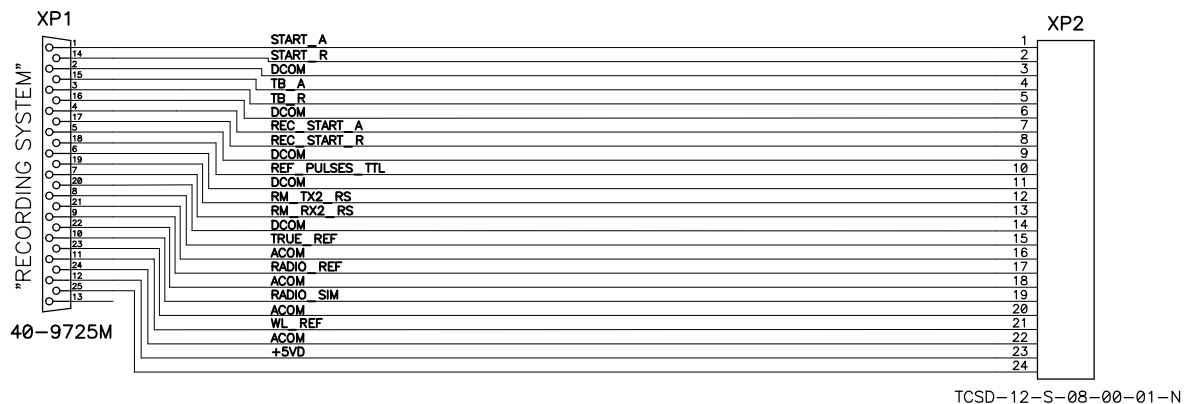 XP1
XP2
"RECORDING SYSTEM"
1
14
2
15
3
16
4
17
5
18
6
19
7
20
8
21
9
22
10
23
11
24
12
25
13
40-9725M
START_A 1
START_R 2
DCOM 3
TB_A 4
TB_R 5
DCOM 6
REC_START_A 7
REC_START_R 8
DCOM 9
REF_PULSES_TTL 10
DCOM 11
RM_TX2_RS 12
RM_RX2_RS 13
DCOM 14
TRUE_REF 15
ACOM 16
RADIO_REF 17
ACOM 18
RADIO_SIM 19
ACOM 20
WL_REF 21
ACOM 22
+5VD 23
24
TCSD-12-S-08-00-01-N